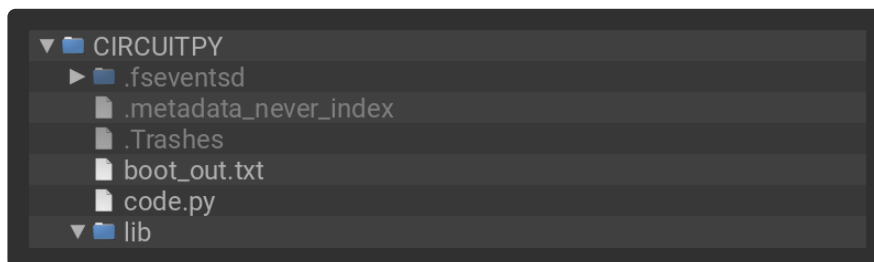 CIRCUITPY
.fseventsd
.metadata_never_index
.Trashes
boot_out.txt
code.py
lib